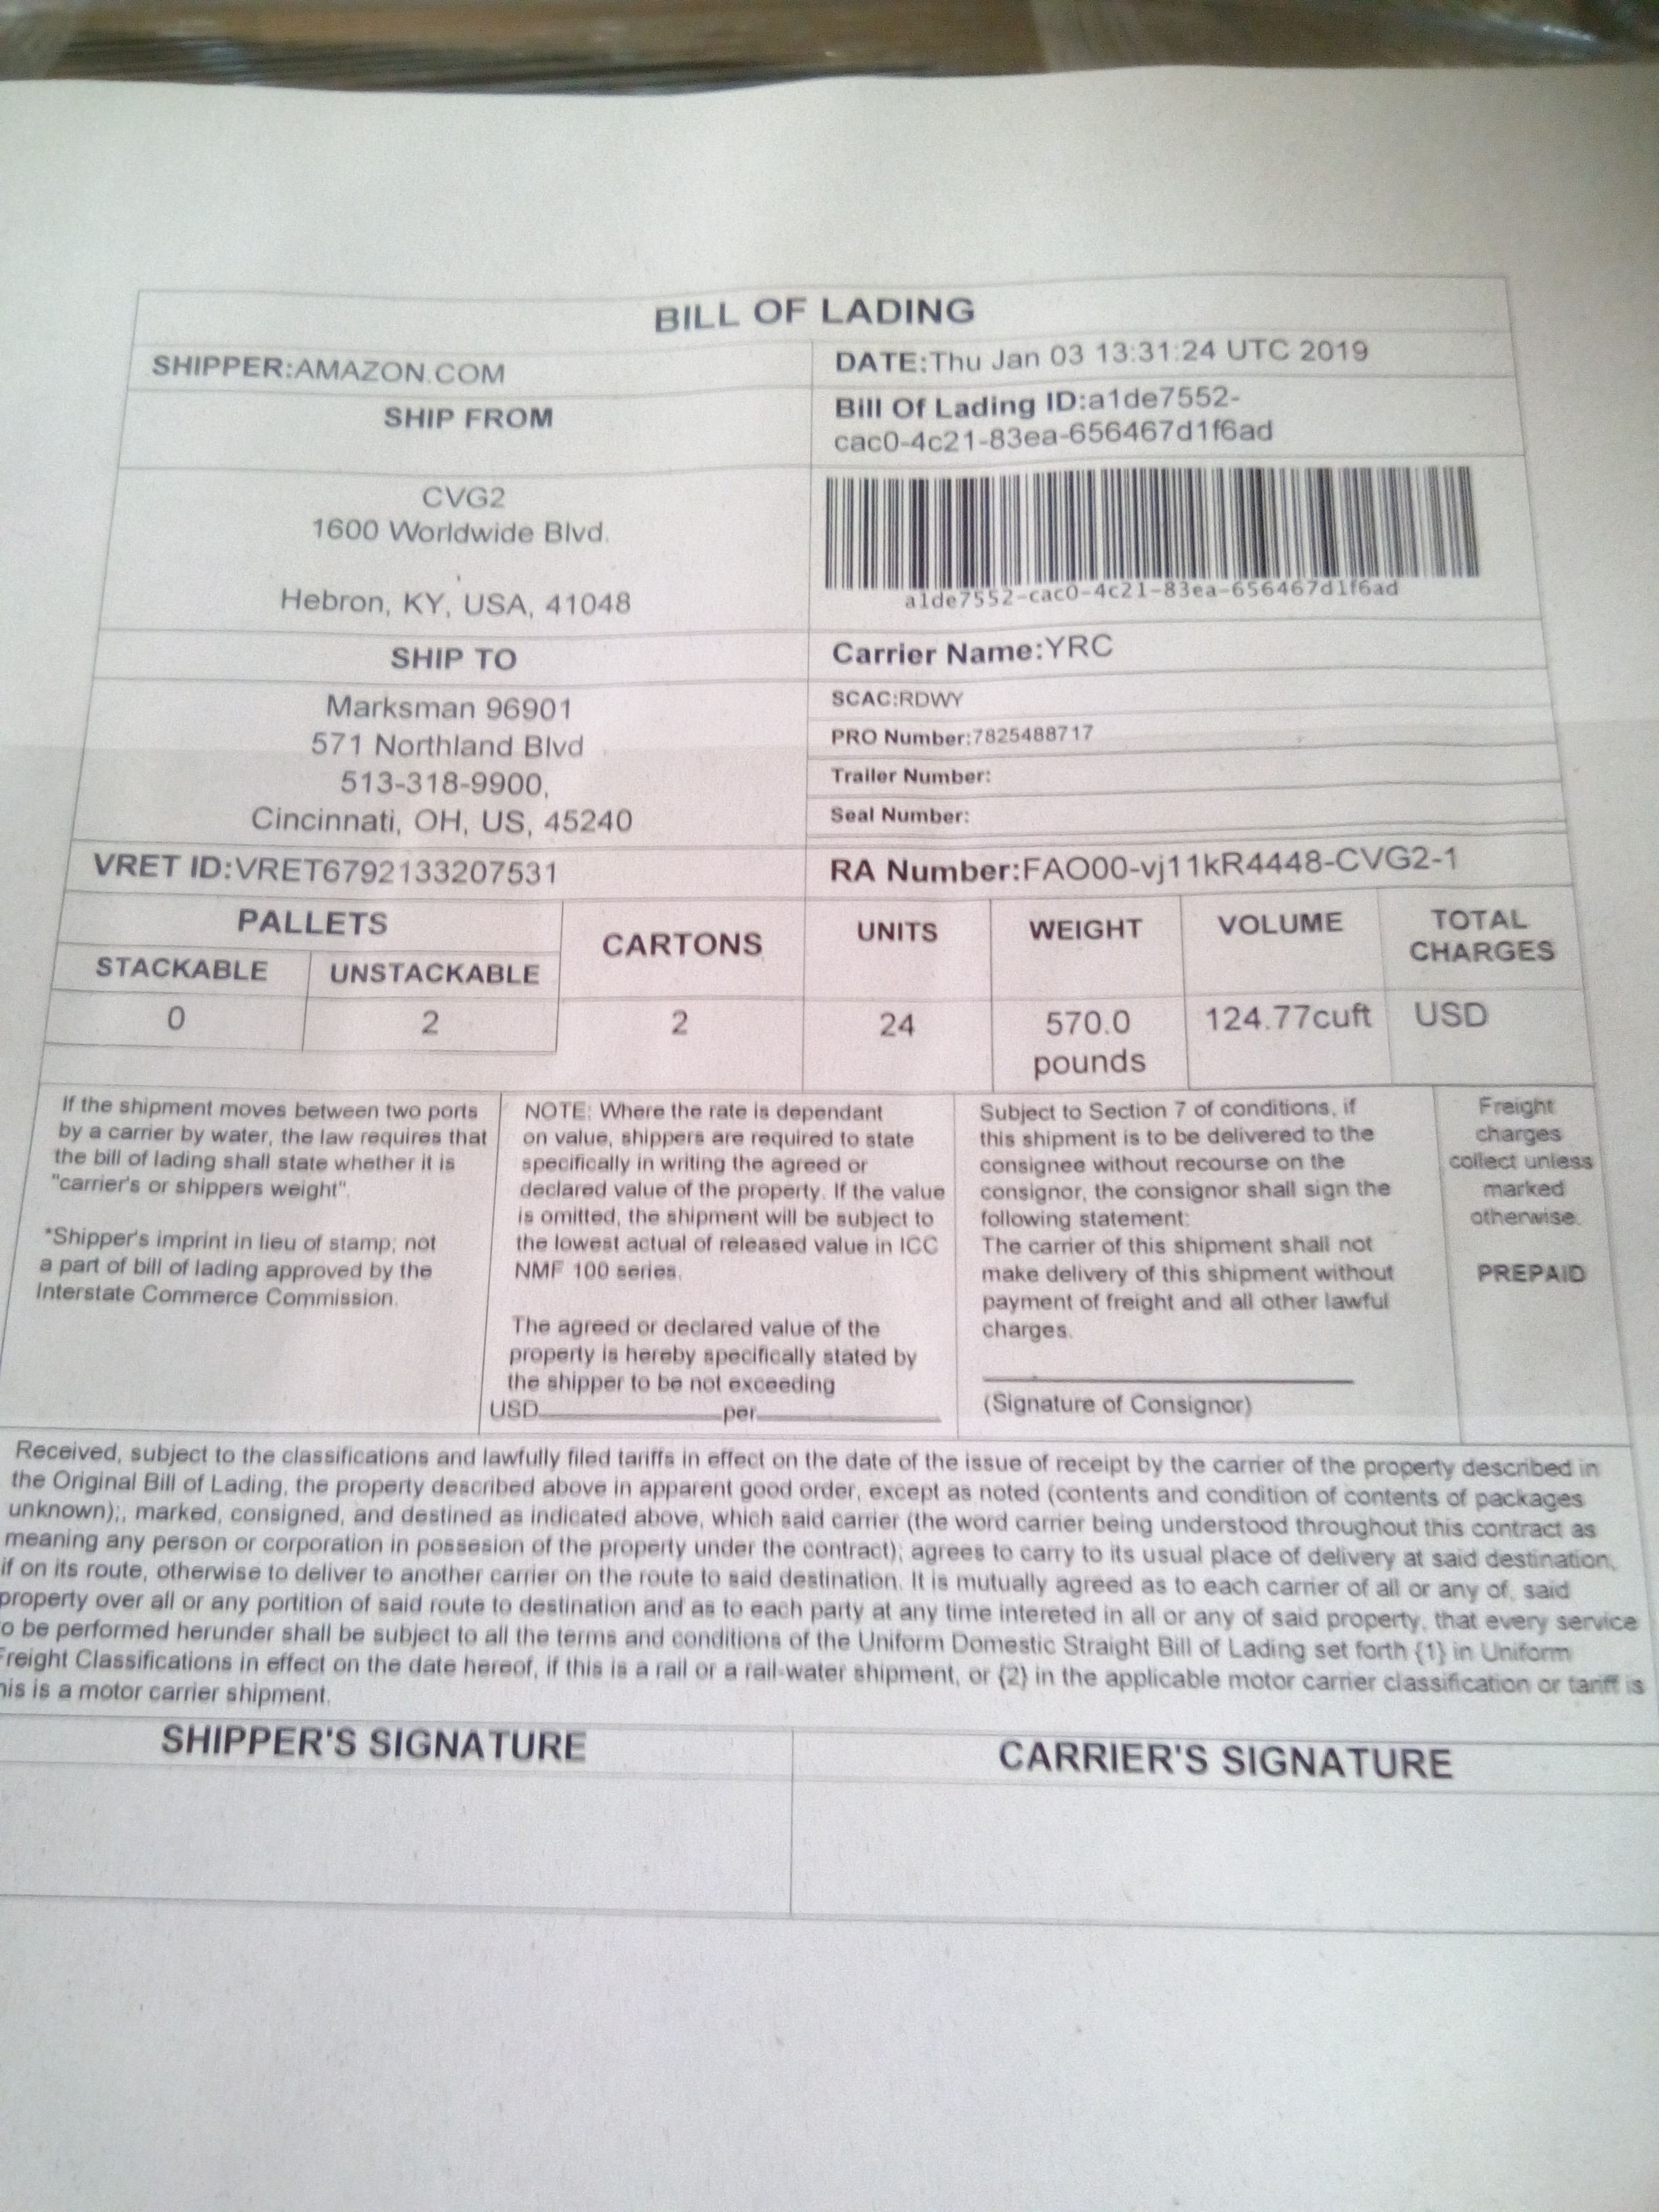 BILL OF LADING
SHIPPER:AMAZON.COM
DATE:Thu Jan 03 13:31:24 UTC 2019
SHIP FROM
Bill Of Lading ID:a1de7552-
cac0-4c21-83ea-656467d1f6ad
CVG2
1600 Worldwide Blvd.
Hebron, KY, USA, 41048
a1de7552-cac0-4c21-83ea-656467d1f6ad
SHIP TO
Marksman 96901
571 Northland Blvd
513-318-9900,
Cincinnati, OH, US, 45240
Carrier Name:YRC
SCAC:RDWY
PRO Number:7825488717
Trailer Number:
Seal Number:
VRET ID:VRET6792133207531
RA Number:FAO00-vj11kR4448-CVG2-1
PALLETS
STACKABLE
UNSTACKABLE
CARTONS
UNITS
WEIGHT
VOLUME
TOTAL
CHARGES
0
2
2
24
570.0
pounds
124.77cuft
USD
If the shipment moves between two ports
by a carrier by water, the law requires that
the bill of lading shall state whether it is
"carrier's or shippers weight".
*Shipper's imprint in lieu of stamp; not
a part of bill of lading approved by the
Interstate Commerce Commission.
NOTE: Where the rate is dependant
on value, shippers are required to state
specifically in writing the agreed or
declared value of the property. If the value
is omitted, the shipment will be subject to
the lowest actual of released value in ICC
NMF 100 series.
The agreed or declared value of the
property is hereby specifically stated by
the shipper to be not exceeding
USD____________per____________
Subject to Section 7 of conditions, if
this shipment is to be delivered to the
consignee without recourse on the
consignor, the consignor shall sign the
following statement:
The carrier of this shipment shall not
make delivery of this shipment without
payment of freight and all other lawful
charges.
(Signature of Consignor)
Freight
charges
collect unless
marked
otherwise.
PREPAID
Received, subject to the classifications and lawfully filed tariffs in effect on the date of the issue of receipt by the carrier of the property described in
the Original Bill of Lading, the property described above in apparent good order, except as noted (contents and condition of contents of packages
unknown);, marked, consigned, and destined as indicated above, which said carrier (the word carrier being understood throughout this contract as
meaning any person or corporation in possesion of the property under the contract); agrees to carry to its usual place of delivery at said destination,
if on its route, otherwise to deliver to another carrier on the route to said destination. It is mutually agreed as to each carrier of all or any of, said
property over all or any portition of said route to destination and as to each party at any time intereted in all or any of said property, that every service
o be performed herunder shall be subject to all the terms and conditions of the Uniform Domestic Straight Bill of Lading set forth {1} in Uniform
Freight Classifications in effect on the date hereof, if this is a rail or a rail-water shipment, or {2} in the applicable motor carrier classification or tariff is
his is a motor carrier shipment.
SHIPPER'S SIGNATURE
CARRIER'S SIGNATURE